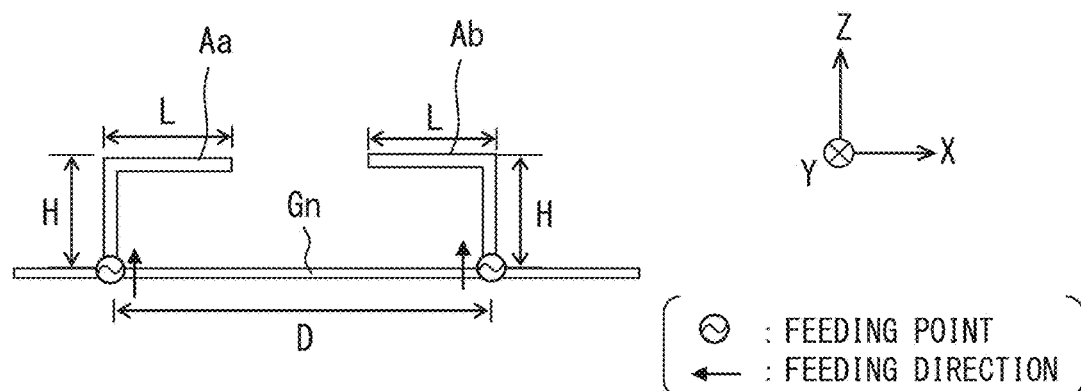 Aa
Ab
Z
L
L
Y
X
H
Gn
H
D
: FEEDING POINT
: FEEDING DIRECTION